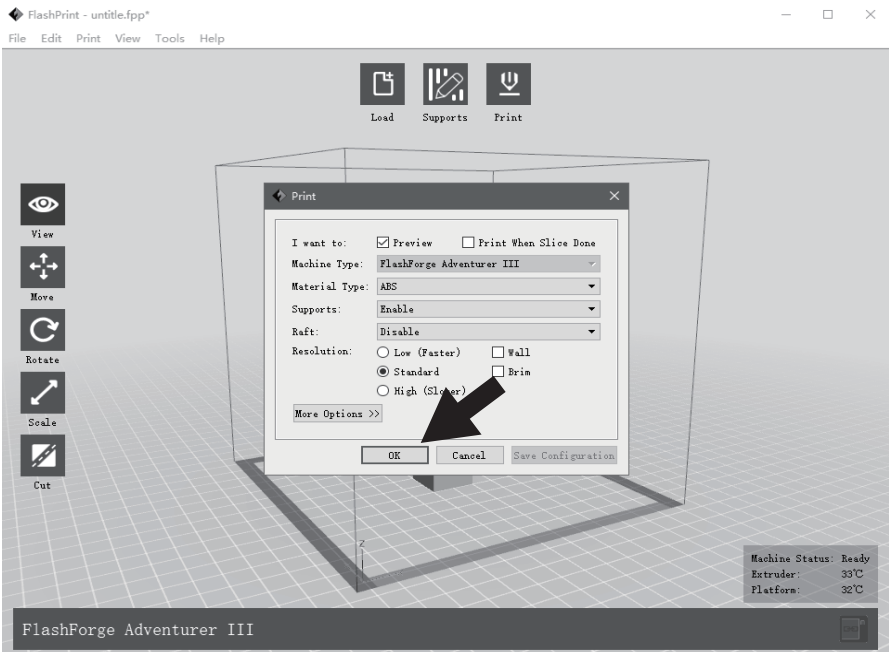 FlashPrint - untitle.fpp*
File Edit Print View Tools Help
Load Supports Print
Print
View
I want to: Preview Print When Slice Done
Machine Type: FlashForge Adventurer III
Material Type: ABS
Move
Supports: Enable
Raft: Disable
Resolution: Low (Faster) Wall
Rotate
Standard Brim
High (Slower)
More Options >>
Scale
OK Cancel Save Configuration
Cut
Z
Machine Status: Ready
Extruder: 33℃
Platform: 32℃
FlashForge Adventurer III